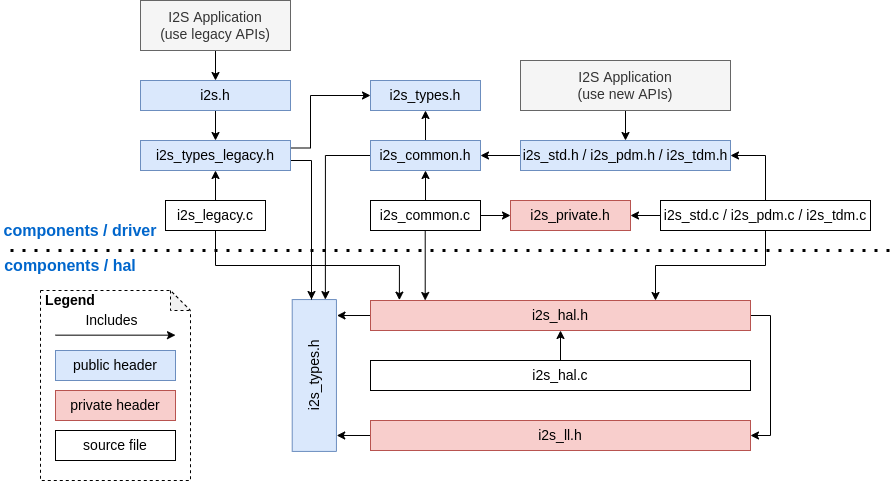 I2S Application
(use legacy APIs)
i2s.h
i2s_types.h
I2S Application
(use new APIs)
i2s_types_legacy.h
i2s_common.h
i2s_std.h / i2s_pdm.h / i2s_tdm.h
i2s_legacy.c
i2s_common.c
i2s_private.h
i2s_std.c / i2s_pdm.c / i2s_tdm.c
components / driver
components / hal
Legend
Includes
public header
private header
source file
i2s_types.h
i2s_hal.h
i2s_hal.c
i2s_ll.h